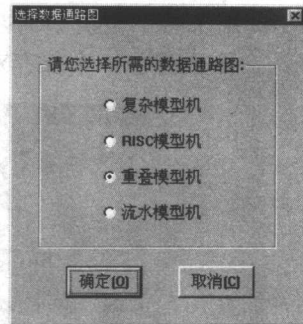 选择数据通路图
请您选择所需的数据通路图:
复杂模型机
RISC模型机
重叠模型机
流水模型机
确定(O) 取消(C)